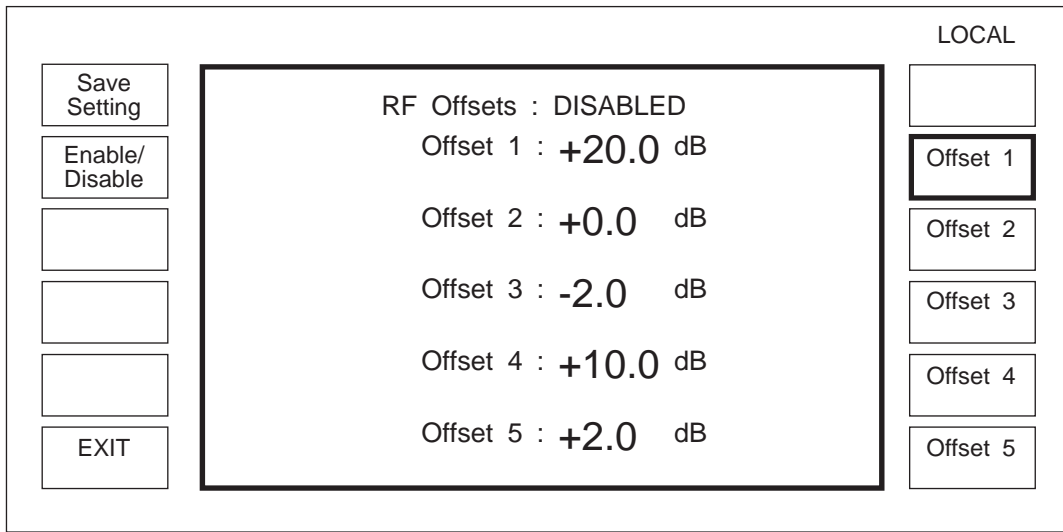 LOCAL
Save
Setting
Enable/
Disable
EXIT
RF Offsets : DISABLED
Offset 1 : +20.0 dB
Offset 2 : +0.0 dB
Offset 3 : -2.0 dB
Offset 4 : +10.0 dB
Offset 5 : +2.0 dB
Offset 1
Offset 2
Offset 3
Offset 4
Offset 5